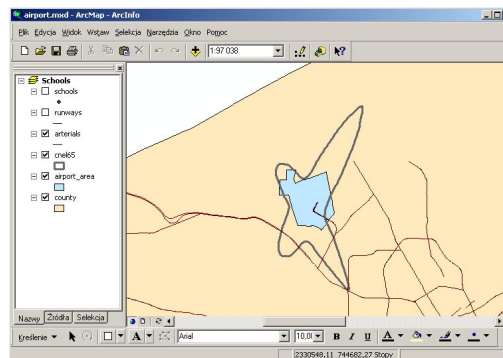 airport.mxd - ArcMap - ArcInfo
Plik Edycja Widok Wstaw Selekcja Narzędzia Okno Pomoc
1:97 038
Schools
schools
runways
arterials
cnel65
airport_area
county
Nazwy Źródła Selekcja
Kreślenie A Arial 10,0 B I U A
2330548,11 744682,27 Stopy